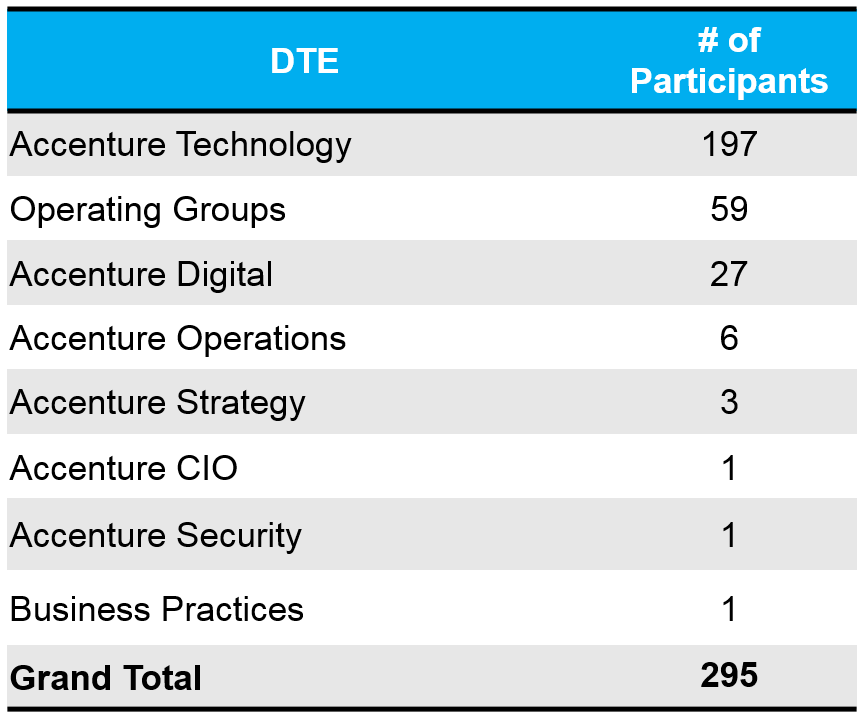 DTE
# of
Participants
Accenture Technology 197
Operating Groups 59
Accenture Digital 27
Accenture Operations 6
Accenture Strategy 3
Accenture CIO 1
Accenture Security 1
Business Practices 1
Grand Total 295